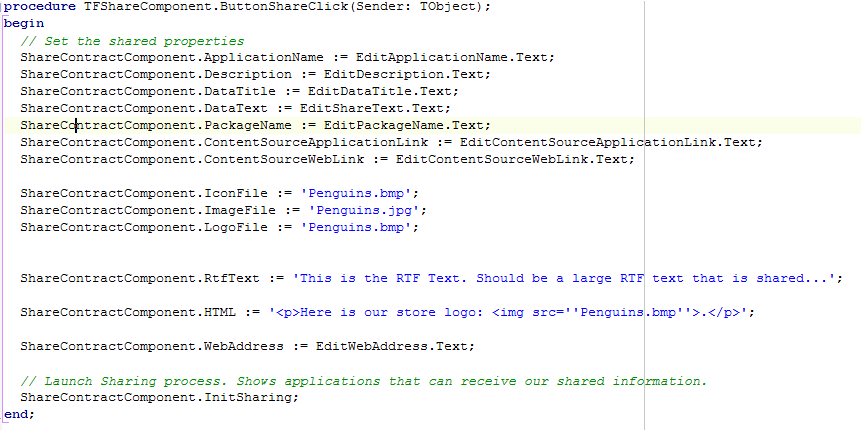 procedure TFShareComponent.ButtonShareClick(Sender: TObject);
begin
  // Set the shared properties
  ShareContractComponent.ApplicationName := EditApplicationName.Text;
  ShareContractComponent.Description := EditDescription.Text;
  ShareContractComponent.DataTitle := EditDataTitle.Text;
  ShareContractComponent.DataText := EditShareText.Text;
  ShareContractComponent.PackageName := EditPackageName.Text;
  ShareContractComponent.ContentSourceApplicationLink := EditContentSourceApplicationLink.Text;
  ShareContractComponent.ContentSourceWebLink := EditContentSourceWebLink.Text;
  ShareContractComponent.IconFile := 'Penguins.bmp';
  ShareContractComponent.ImageFile := 'Penguins.jpg';
  ShareContractComponent.LogoFile := 'Penguins.bmp';
  ShareContractComponent.RtfText := 'This is the RTF Text. Should be a large RTF text that is shared...';
  ShareContractComponent.HTML := '<p>Here is our store logo: <img src=''Penguins.bmp''>.</p>';
  ShareContractComponent.WebAddress := EditWebAddress.Text;
  // Launch Sharing process. Shows applications that can receive our shared information.
  ShareContractComponent.InitSharing;
end;